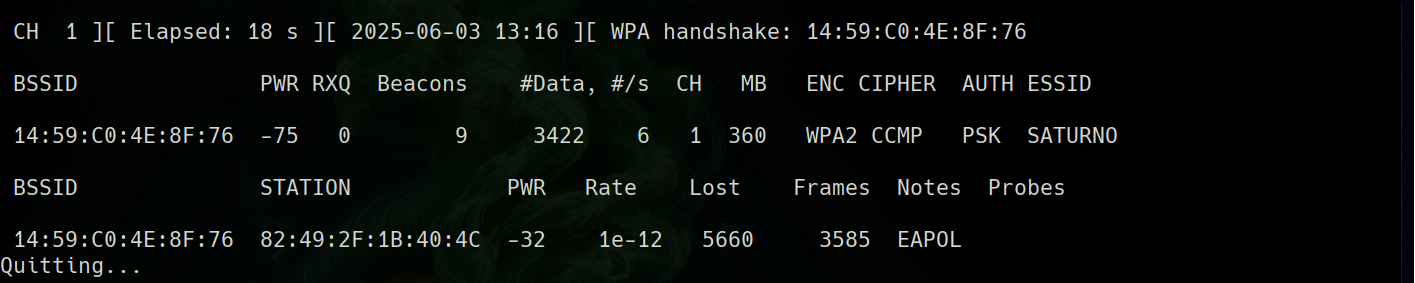 CH  1 ][ Elapsed: 18 s ][ 2025-06-03 13:16 ][ WPA handshake: 14:59:C0:4E:8F:76
BSSID              PWR RXQ  Beacons    #Data, #/s  CH   MB   ENC CIPHER  AUTH ESSID
14:59:C0:4E:8F:76  -75   0        9     3422    6   1  360   WPA2 CCMP   PSK  SATURNO
BSSID              STATION            PWR   Rate    Lost    Frames  Notes  Probes
14:59:C0:4E:8F:76  82:49:2F:1B:40:4C  -32    1e-12   5660     3585  EAPOL
Quitting...